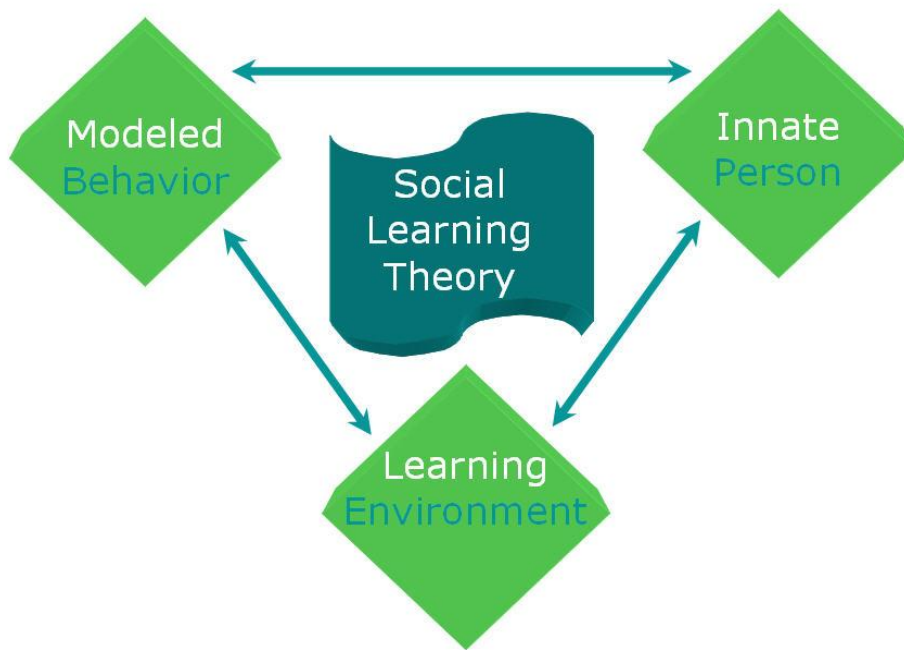 Modeled
Behavior
Innate
Person
Social
Learning
Theory
Learning
Environment